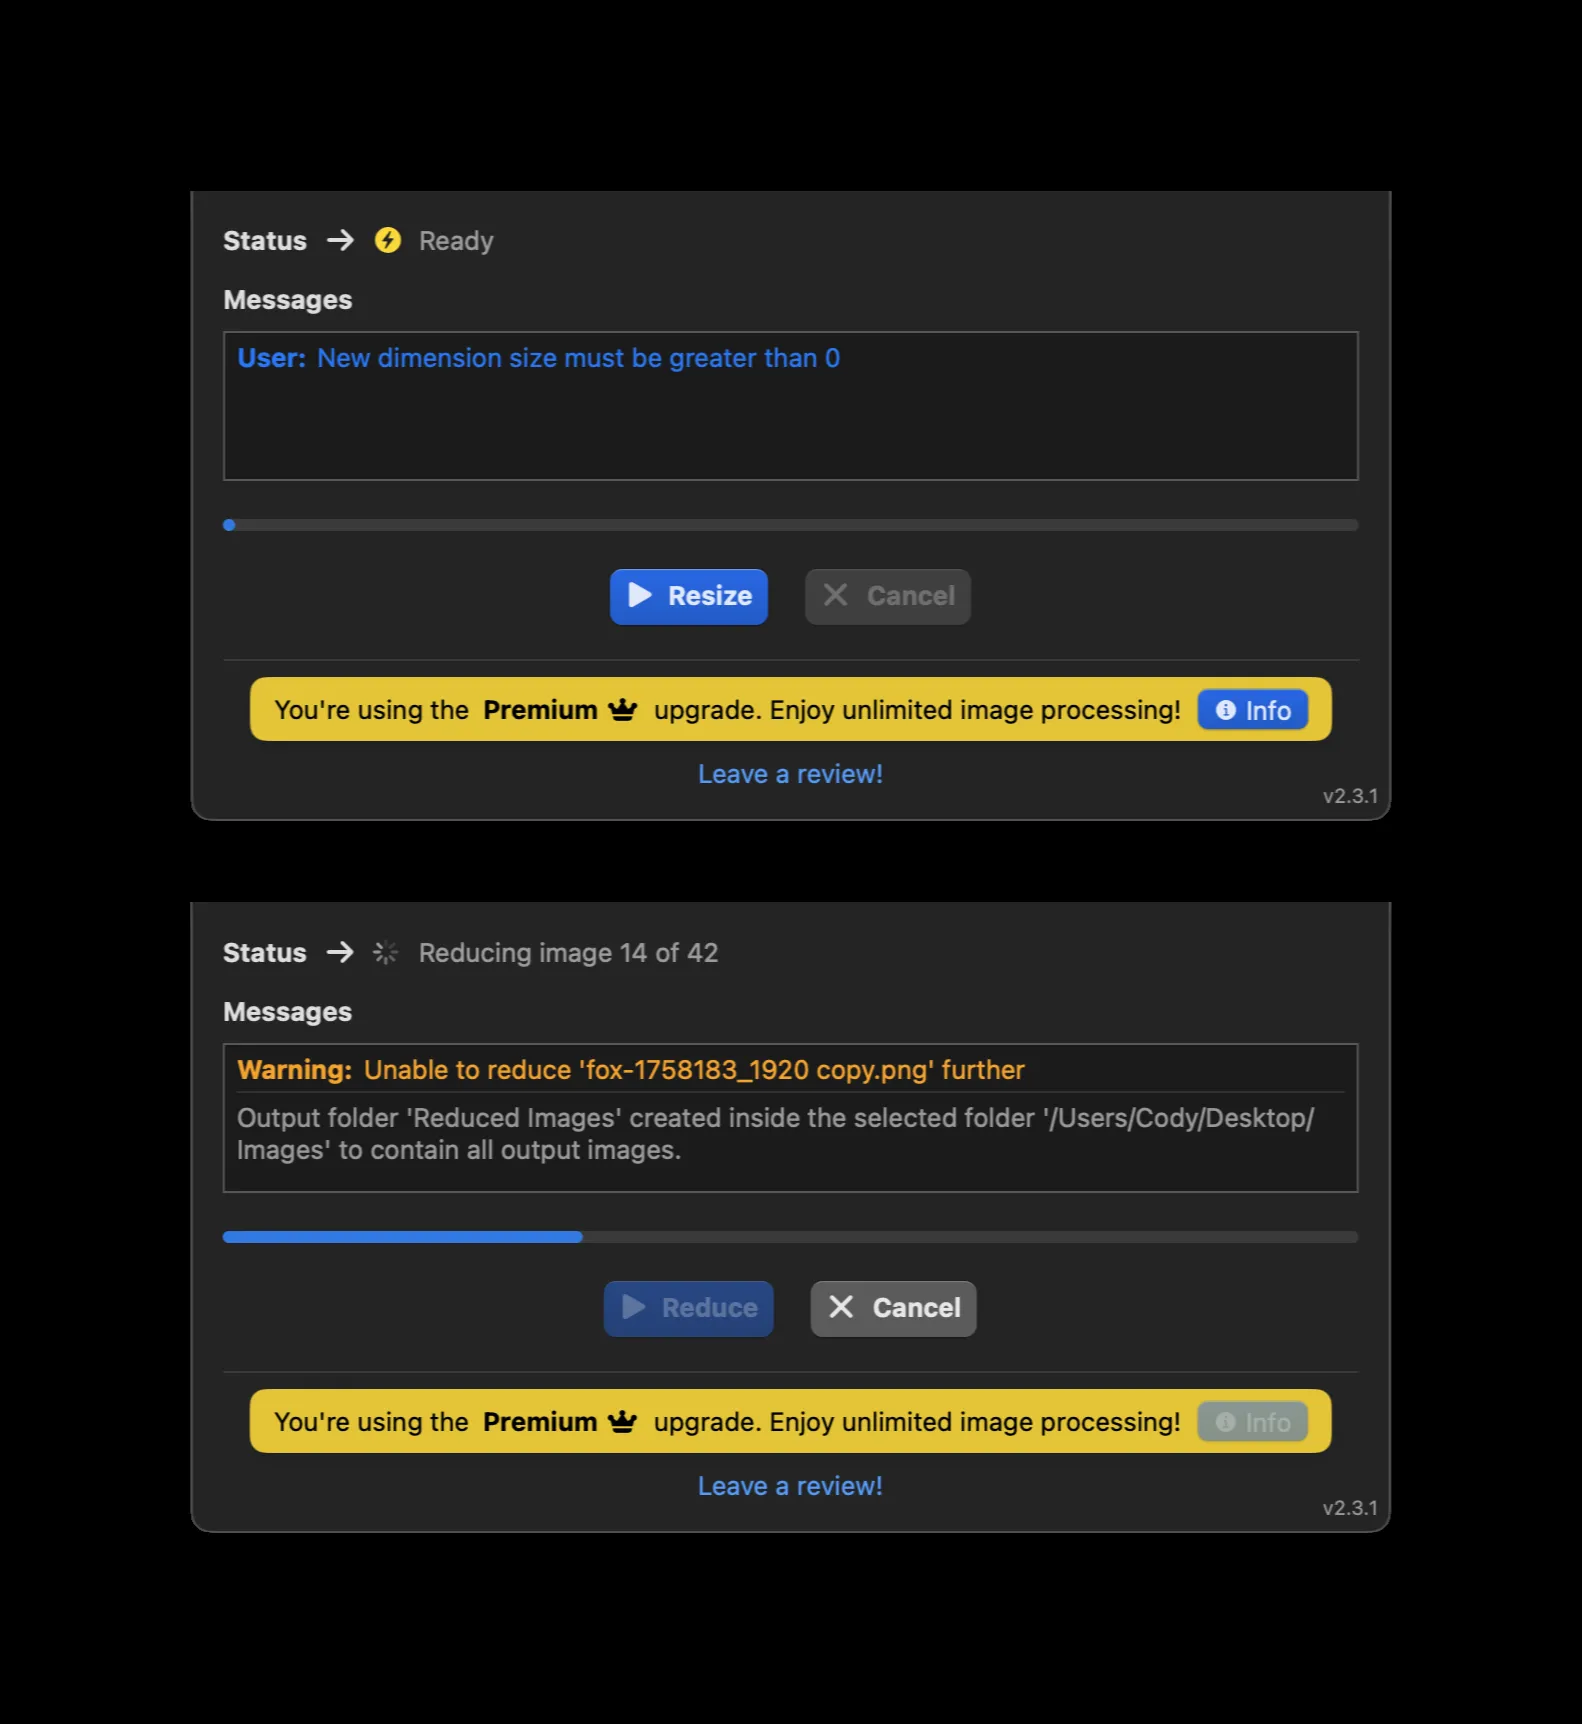 Status → Ready
Messages
User: New dimension size must be greater than 0
Resize
Cancel
You're using the Premium upgrade. Enjoy unlimited image processing! Info
Leave a review!
v2.3.1
Status → Reducing image 14 of 42
Messages
Warning: Unable to reduce 'fox-1758183_1920 copy.png' further
Output folder 'Reduced Images' created inside the selected folder '/Users/Cody/Desktop/
Images' to contain all output images.
Reduce
Cancel
You're using the Premium upgrade. Enjoy unlimited image processing! Info
Leave a review!
v2.3.1